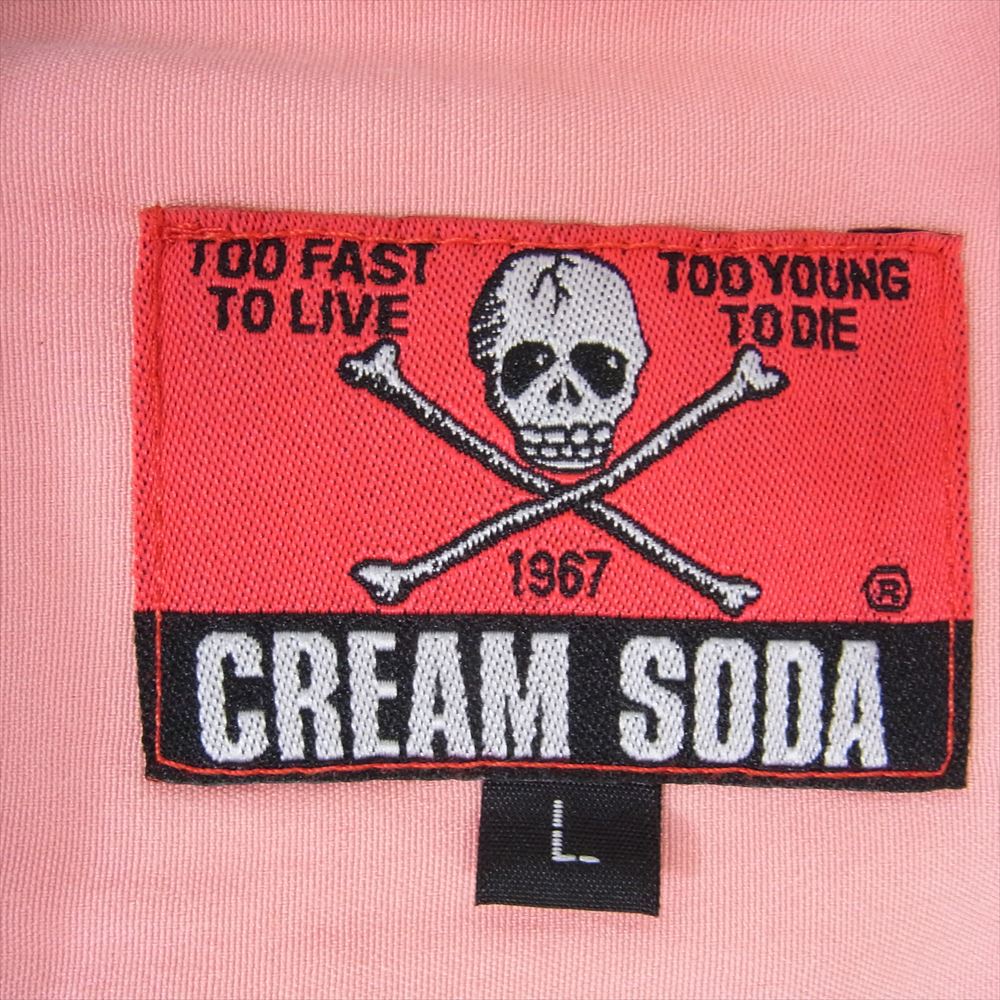 TOO FAST
TO LIVE
TOO YOUNG
TO DIE
1967
®
CREAM SODA
L